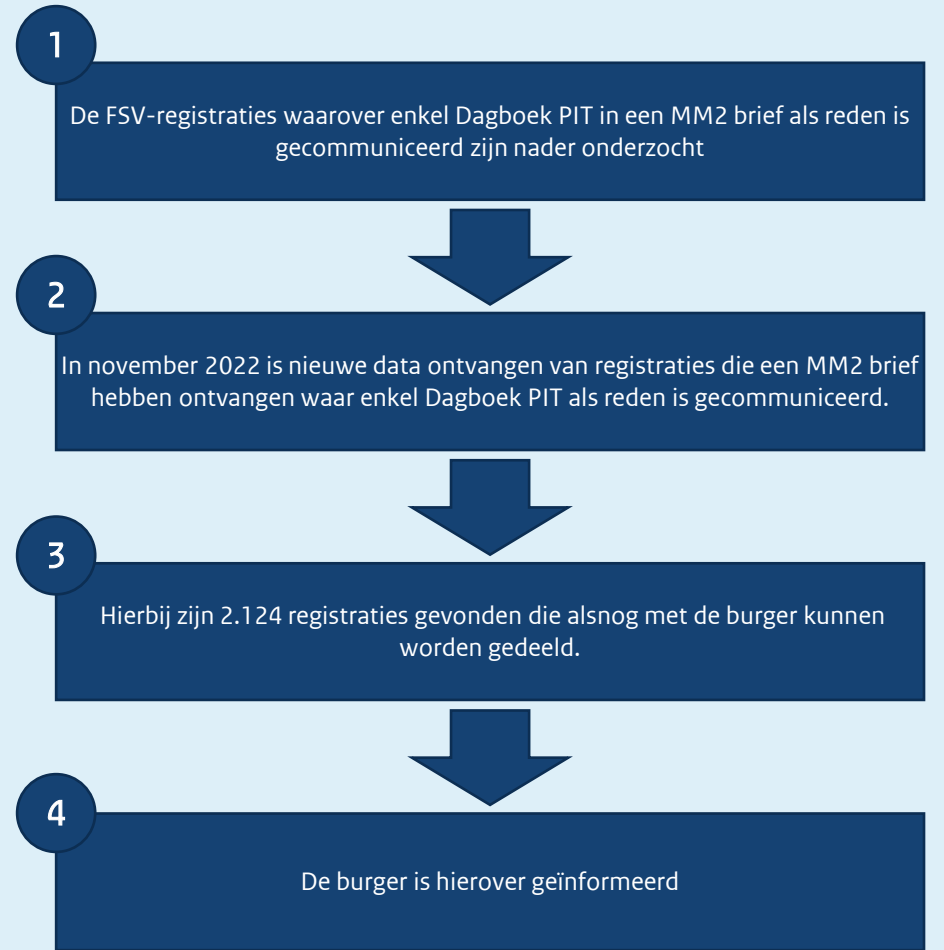 1
De FSV-registraties waarover enkel Dagboek PIT in een MM2 brief als reden is
gecommuniceerd zijn nader onderzocht
2
In november 2022 is nieuwe data ontvangen van registraties die een MM2 brief
hebben ontvangen waar enkel Dagboek PIT als reden is gecommuniceerd.
3
Hierbij zijn 2.124 registraties gevonden die alsnog met de burger kunnen
worden gedeeld.
4
De burger is hierover geïnformeerd